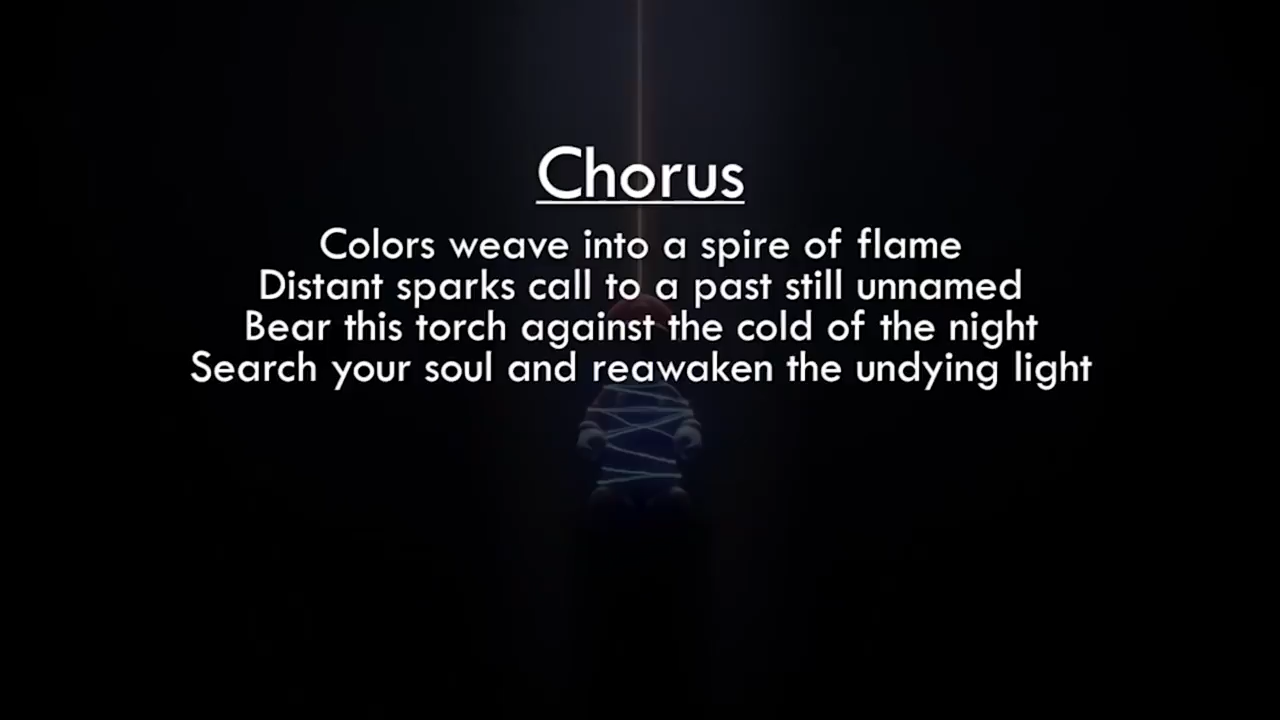 Chorus
Colors weave into a spire of flame
Distant sparks call to a past still unnamed
Bear this torch against the cold of the night
Search your soul and reawaken the undying light